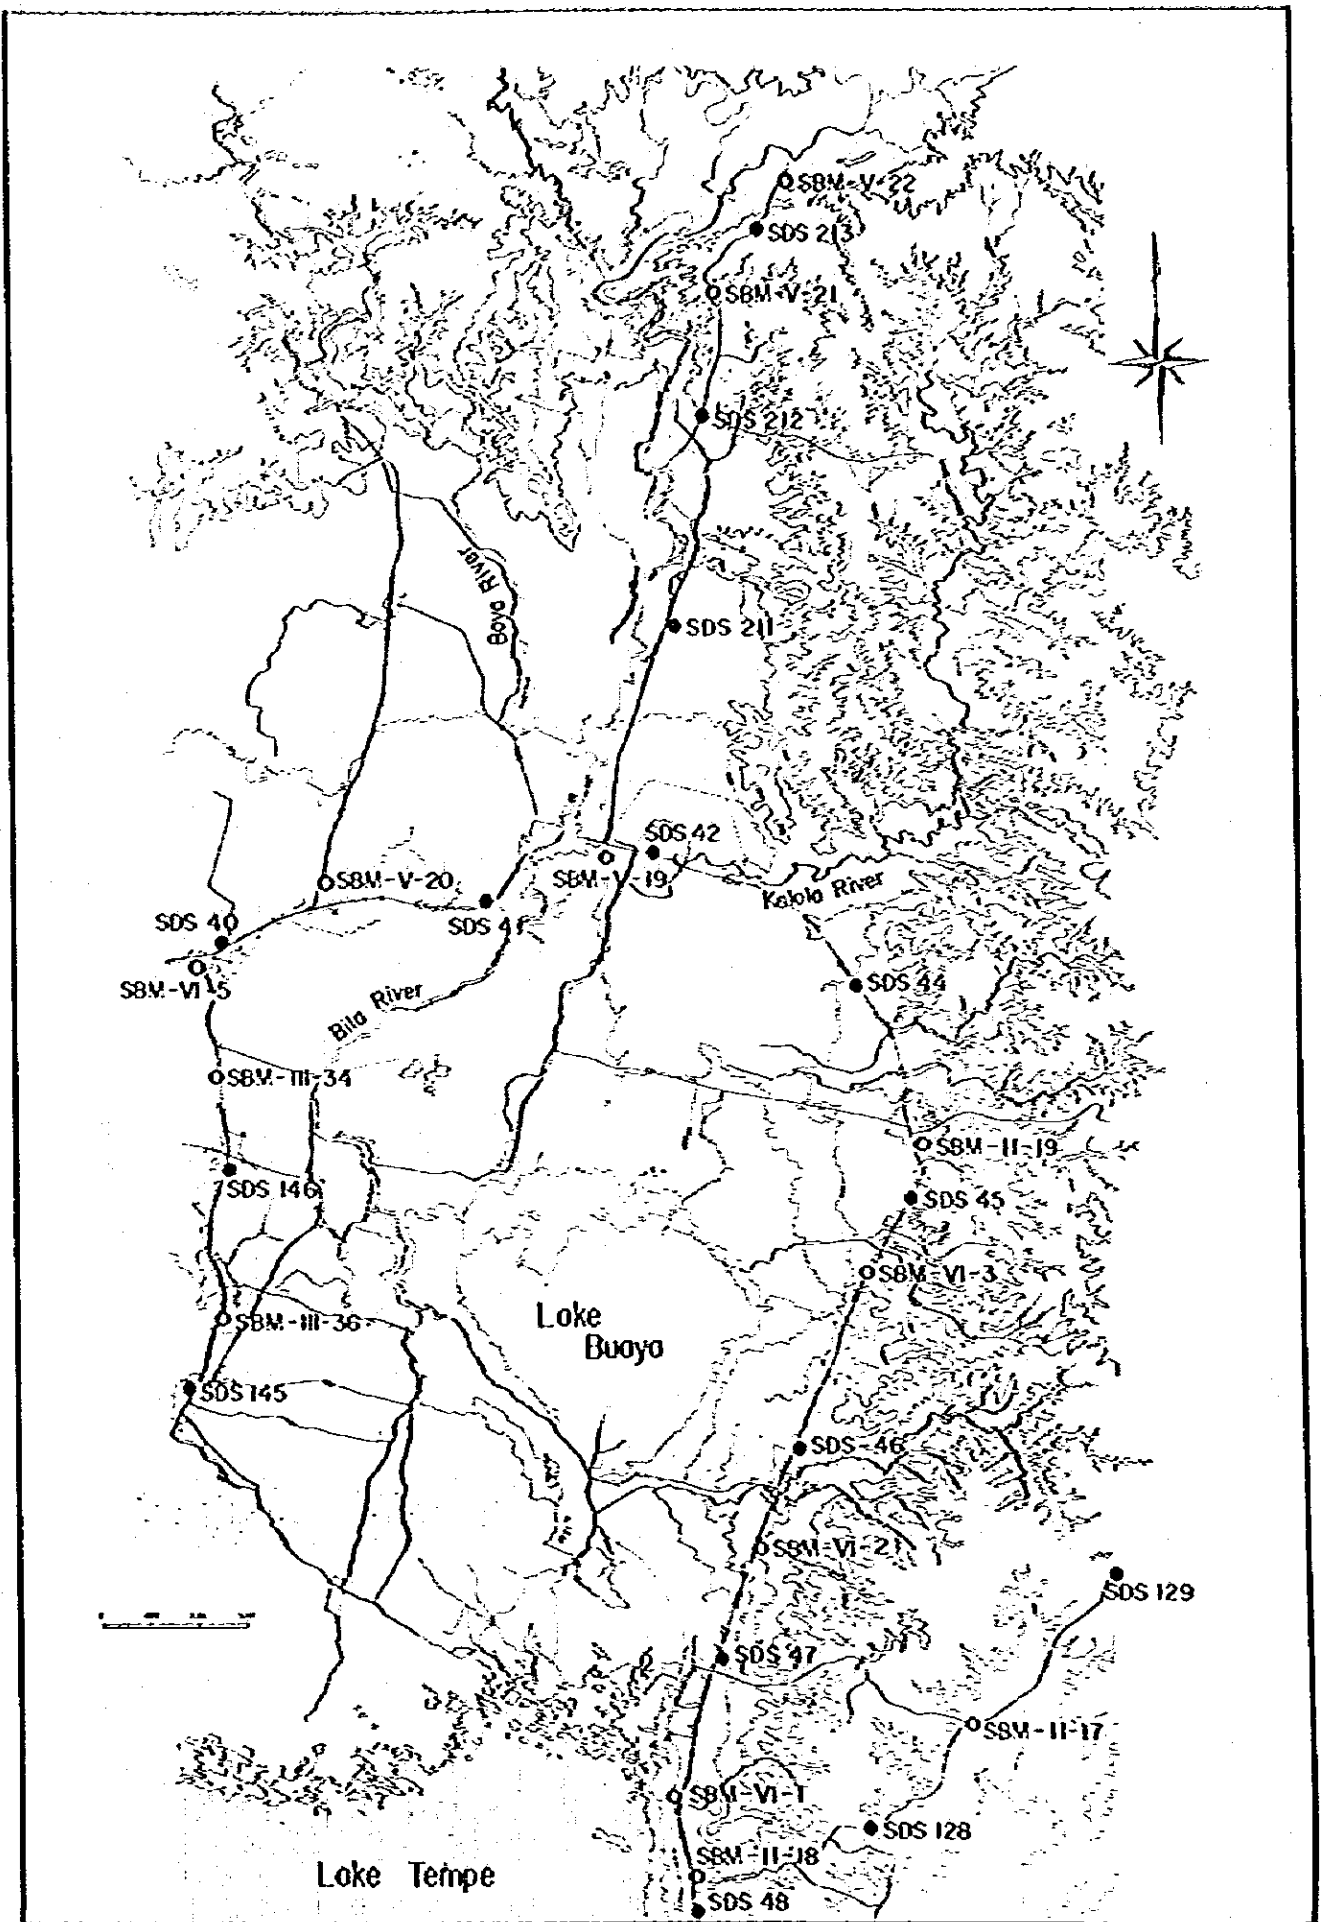 SBM-V-22
SDS 213
SBM-V-21
SDS 212
Boya River
SDS 211
SDS 42
SBM-V-19
SBM-V-20
Kalola River
SDS 41
SDS 40
SBM-VI-5
SDS 44
Bila River
SBM-III-34
SBM-II-19
SDS 146
SDS 45
SBM-VI-3
Lake
Buaya
SBM-III-36
SDS 145
SDS-46
SBM-VI-2
SDS 129
SDS 47
SBM-II-17
SBM-VI-1
SDS 128
SBM-II-18
Lake Tempe
SDS 48